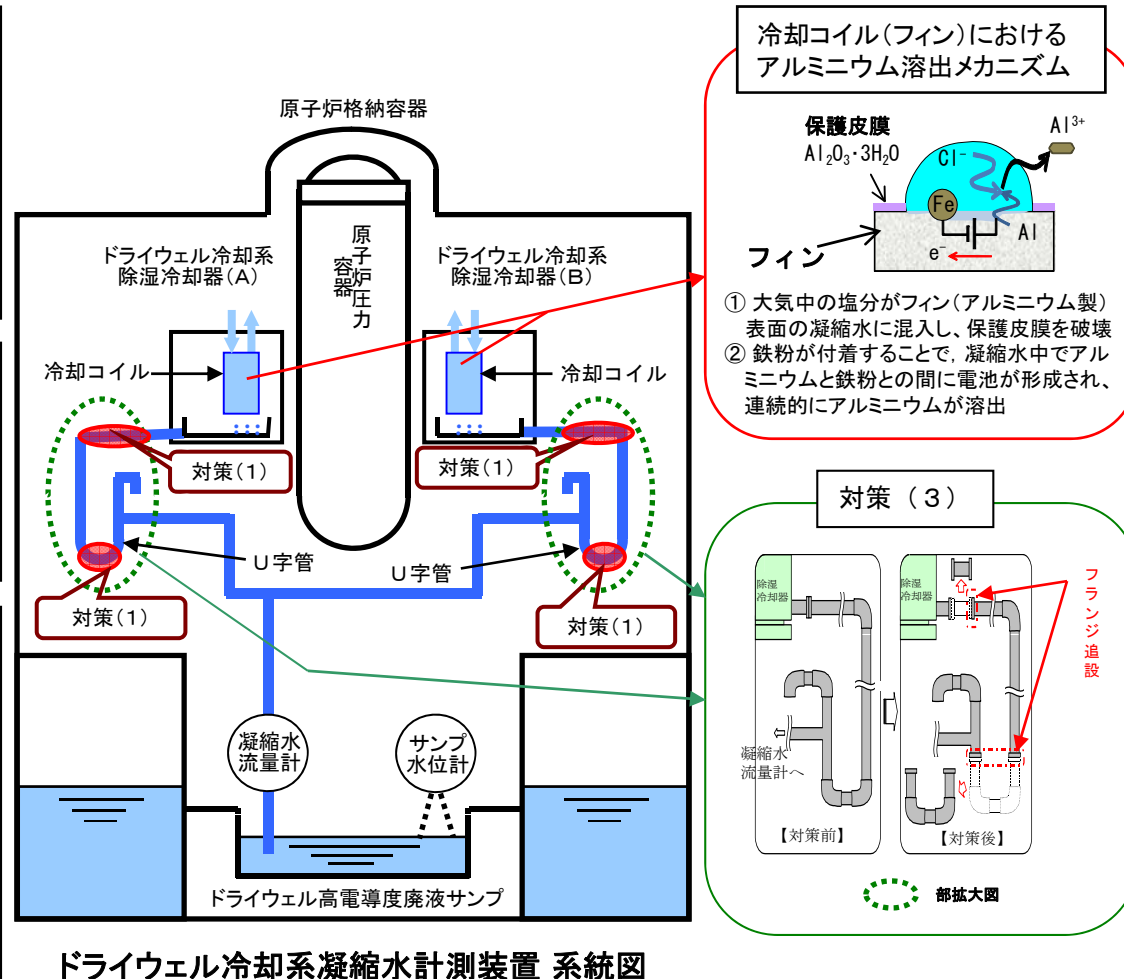 原子炉格納容器
ドライウェル冷却系
除湿冷却器(A)
原子炉圧力
容器
ドライウェル冷却系
除湿冷却器(B)
冷却コイル
冷却コイル
対策(1)
対策(1)
U字管
U字管
対策(1)
対策(1)
凝縮水
流量計
サンプ
水位計
ドライウェル高電導度廃液サンプ
ドライウェル冷却系凝縮水計測装置 系統図
冷却コイル(フィン)における
アルミニウム溶出メカニズム
保護皮膜
Al₂O₃・3H₂O
Cl⁻
Al³⁺
Fe
Al
e⁻
フィン
① 大気中の塩分がフィン(アルミニウム製)
表面の凝縮水に混入し、保護皮膜を破壊
② 鉄粉が付着することで, 凝縮水中でアル
ミニウムと鉄粉との間に電池が形成され、
連続的にアルミニウムが溶出
対策 (3)
除湿
冷却器
凝縮水
流量計へ
【対策前】
除湿
冷却器
【対策後】
フランジ追設
部拡大図